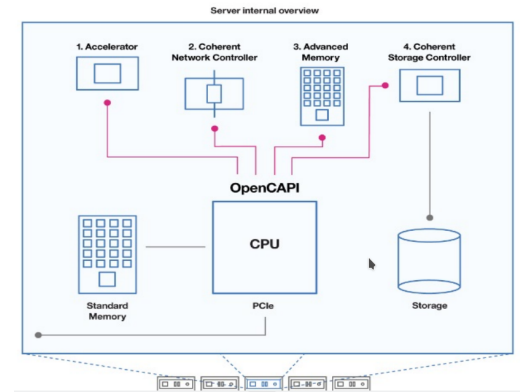 Server internal overview
1. Accelerator
2. Coherent
Network Controller
3. Advanced
Memory
4. Coherent
Storage Controller
OpenCAPI
CPU
Standard
Memory
PCIe
Storage